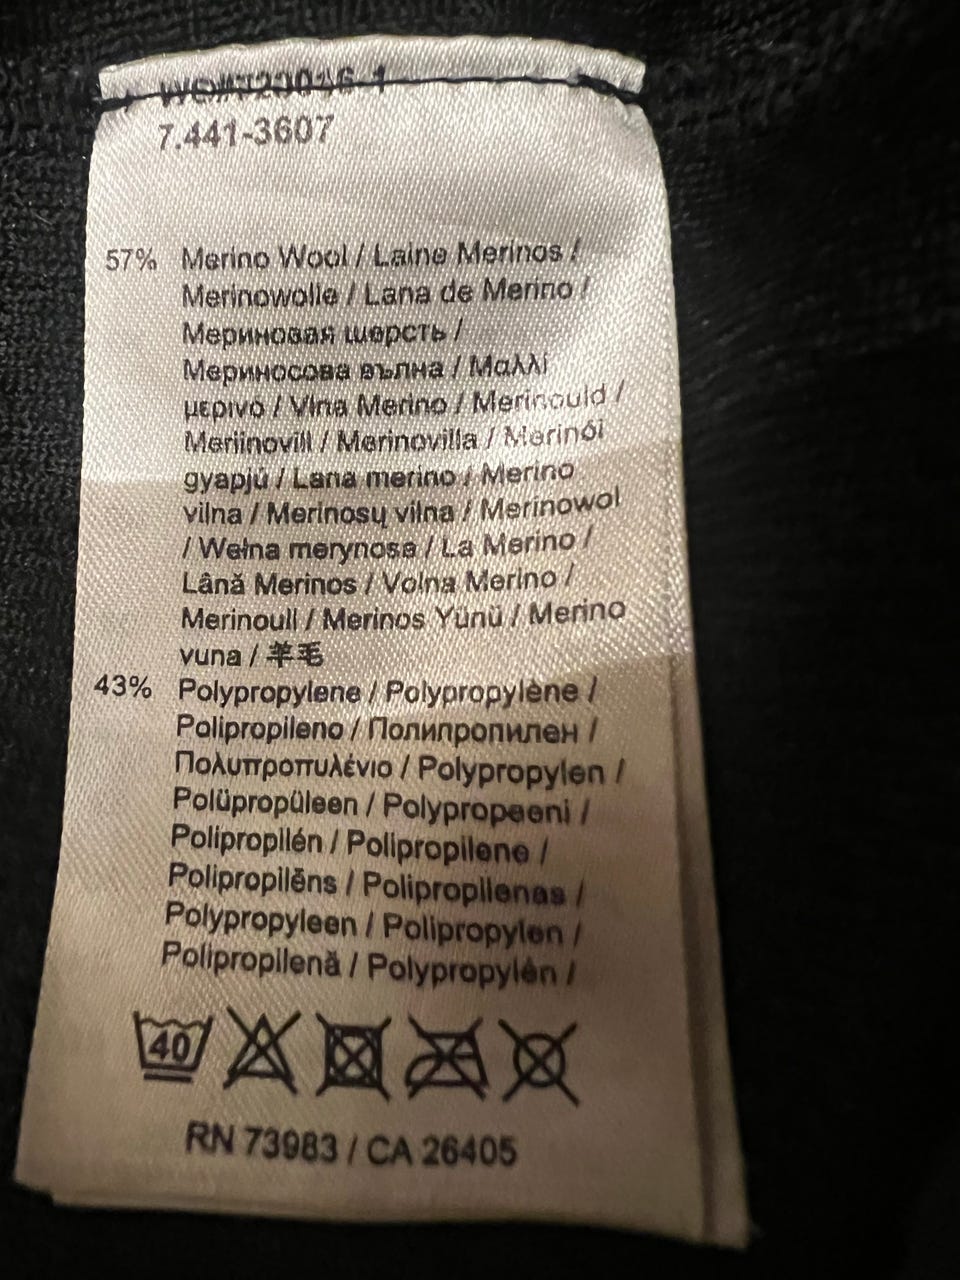 7.441-3607
57% Merino Wool / Laine Merinos /
Merinowolle / Lana de Merino /
Мериновая шерсть /
Мериносова вълна / Μαλλί
μερινό / Vlna Merino / Merinould /
Meriinovill / Merinovilla / Merinói
gyapjú / Lana merino / Merino
vilna / Merinosų vilna / Merinowol
/ Wełna merynosa / La Merino /
Lână Merinos / Volna Merino /
Merinoull / Merinos Yünü / Merino
vuna / 羊毛
43% Polypropylene / Polypropylène /
Polipropileno / Полипропилен /
Πολυπροπυλένιο / Polypropylen /
Polüpropüleen / Polypropeeni /
Polipropilén / Polipropilene /
Polipropilēns / Polipropilenas /
Polypropyleen / Polipropylen /
Polipropilenă / Polypropylén /
40
RN 73983 / CA 26405